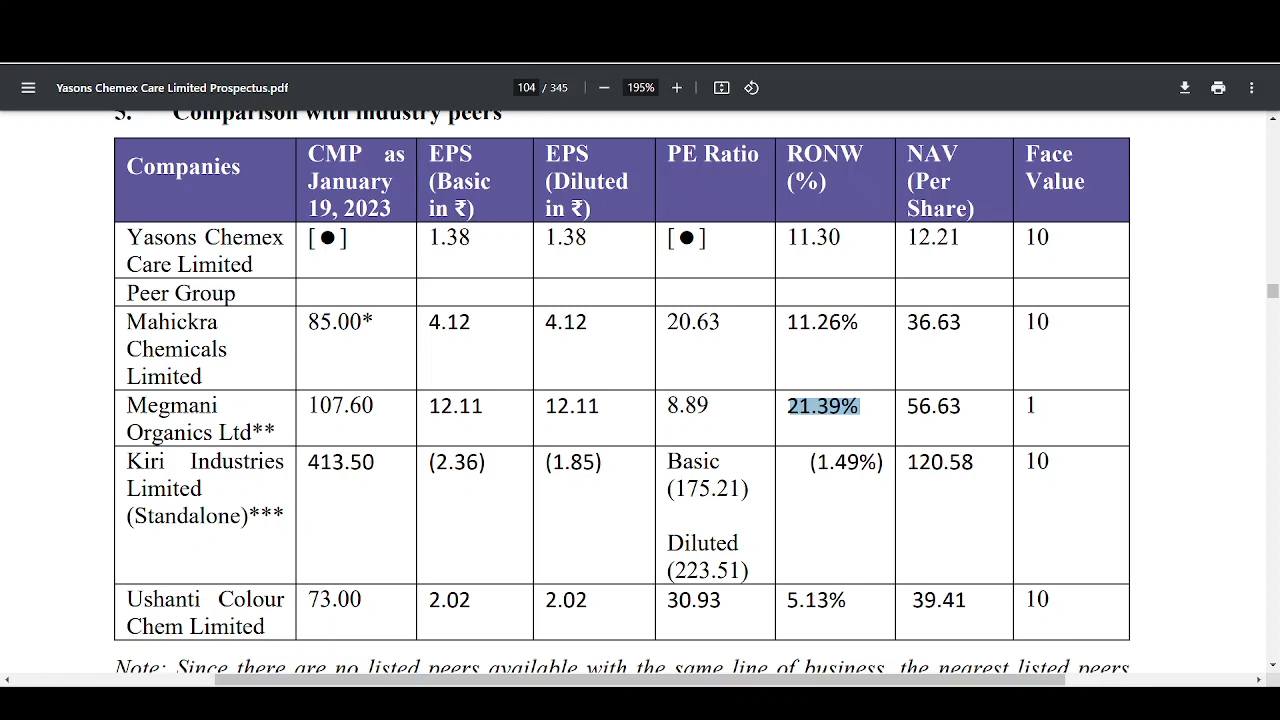 Yasons Chemex Care Limited Prospectus.pdf
104 / 345
195%
5. Comparison with industry peers
Companies CMP as January 19, 2023 EPS (Basic in ₹) EPS (Diluted in ₹) PE Ratio RONW (%) NAV (Per Share) Face Value
Yasons Chemex Care Limited [●] 1.38 1.38 [●] 11.30 12.21 10
Peer Group
Mahickra Chemicals Limited 85.00* 4.12 4.12 20.63 11.26% 36.63 10
Megmani Organics Ltd** 107.60 12.11 12.11 8.89 21.39% 56.63 1
Kiri Industries Limited (Standalone)*** 413.50 (2.36) (1.85) Basic (175.21) Diluted (223.51) (1.49%) 120.58 10
Ushanti Colour Chem Limited 73.00 2.02 2.02 30.93 5.13% 39.41 10
Note: Since there are no listed peers available with the same line of business, the nearest listed peers